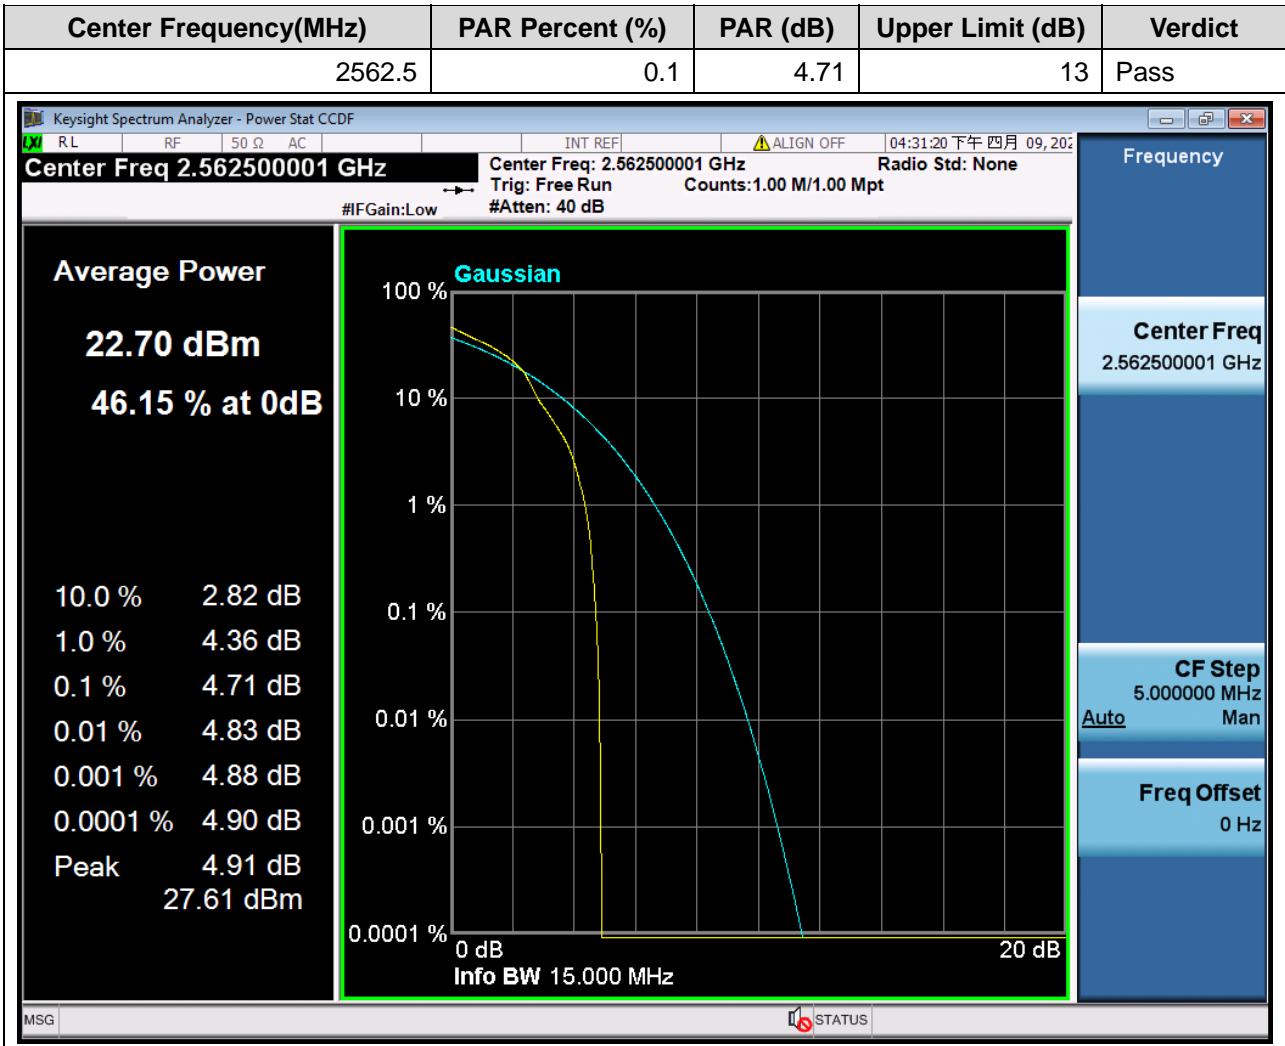 Center Frequency(MHz) PAR Percent (%) PAR (dB) Upper Limit (dB) Verdict
2562.5 0.1 4.71 13 Pass
Keysight Spectrum Analyzer - Power Stat CCDF
LXI RL RF 50 Ω AC INT REF ALIGN OFF 04:31:20 下午 四月 09, 202
Center Freq 2.562500001 GHz
Center Freq: 2.562500001 GHz Radio Std: None
Trig: Free Run Counts:1.00 M/1.00 Mpt
#IFGain:Low #Atten: 40 dB
Frequency
Average Power
22.70 dBm
46.15 % at 0dB
10.0 % 2.82 dB
1.0 % 4.36 dB
0.1 % 4.71 dB
0.01 % 4.83 dB
0.001 % 4.88 dB
0.0001 % 4.90 dB
Peak 4.91 dB
27.61 dBm
Gaussian
100 %
10 %
1 %
0.1 %
0.01 %
0.001 %
0.0001 %
0 dB 20 dB
Info BW 15.000 MHz
Center Freq
2.562500001 GHz
CF Step
5.000000 MHz
Auto Man
Freq Offset
0 Hz
MSG STATUS